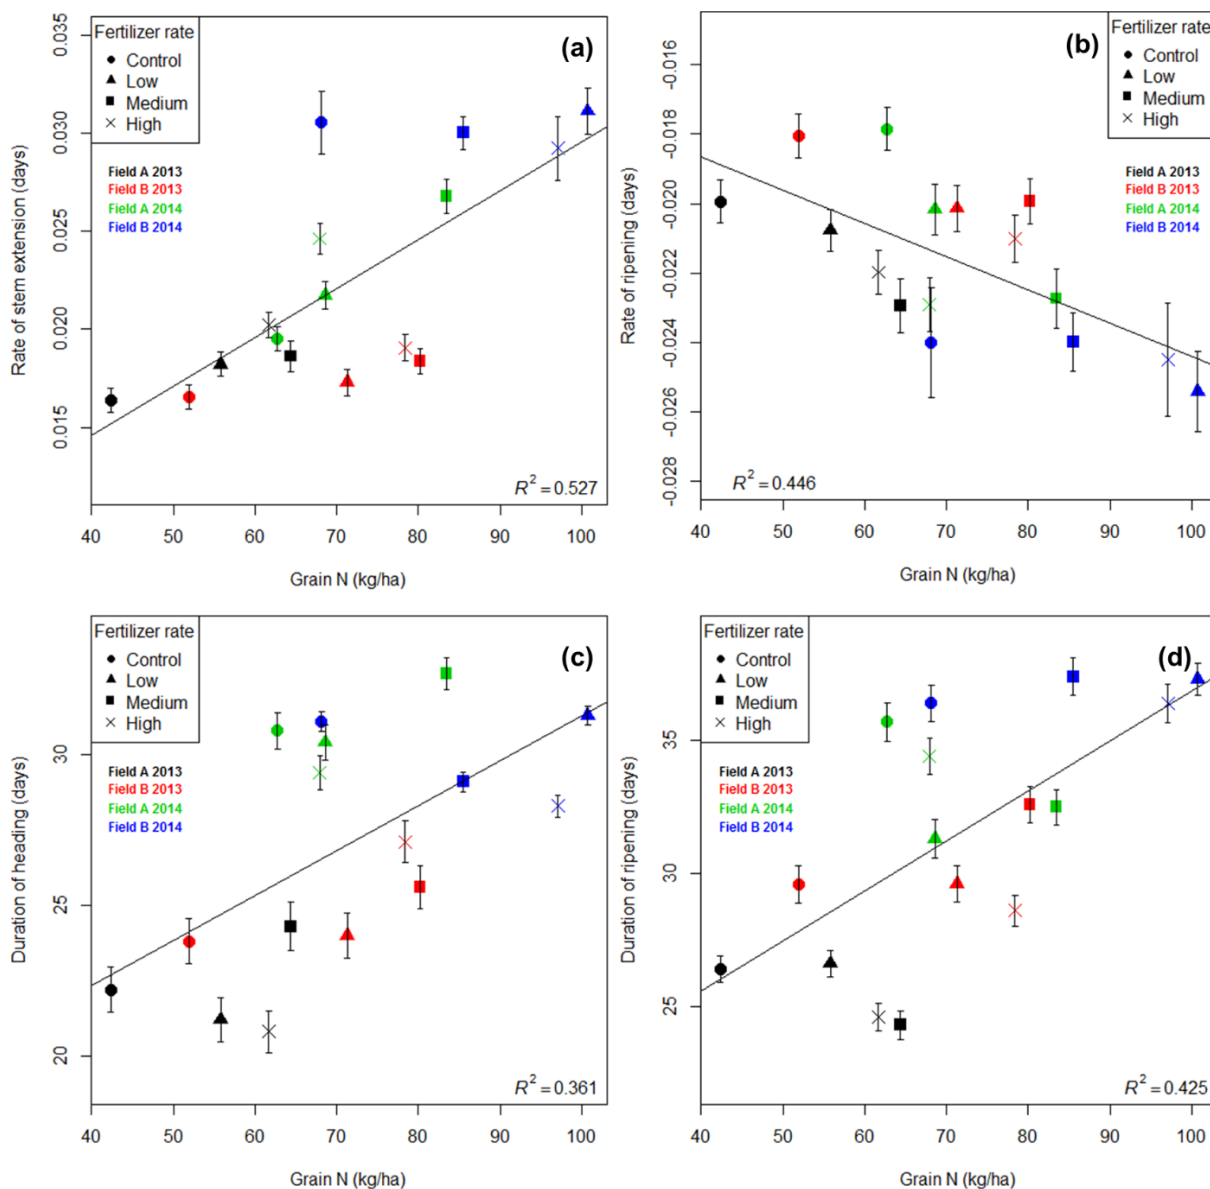 Fertilizer rate
Control
Low
Medium
High
Field A 2013
Field B 2013
Field A 2014
Field B 2014
(a)
R² = 0.527
Rate of stem extension (days)
0.015 0.020 0.025 0.030 0.035
40 50 60 70 80 90 100
Grain N (kg/ha)
(b)
Fertilizer rate
Control
Low
Medium
High
Field A 2013
Field B 2013
Field A 2014
Field B 2014
R² = 0.446
Rate of ripening (days)
-0.028 -0.026 -0.024 -0.022 -0.020 -0.018 -0.016
40 50 60 70 80 90 100
Grain N (kg/ha)
Fertilizer rate
Control
Low
Medium
High
Field A 2013
Field B 2013
Field A 2014
Field B 2014
(c)
R² = 0.361
Duration of heading (days)
20 25 30
40 50 60 70 80 90 100
Grain N (kg/ha)
Fertilizer rate
Control
Low
Medium
High
Field A 2013
Field B 2013
Field A 2014
Field B 2014
(d)
R² = 0.425
Duration of ripening (days)
25 30 35
40 50 60 70 80 90 100
Grain N (kg/ha)